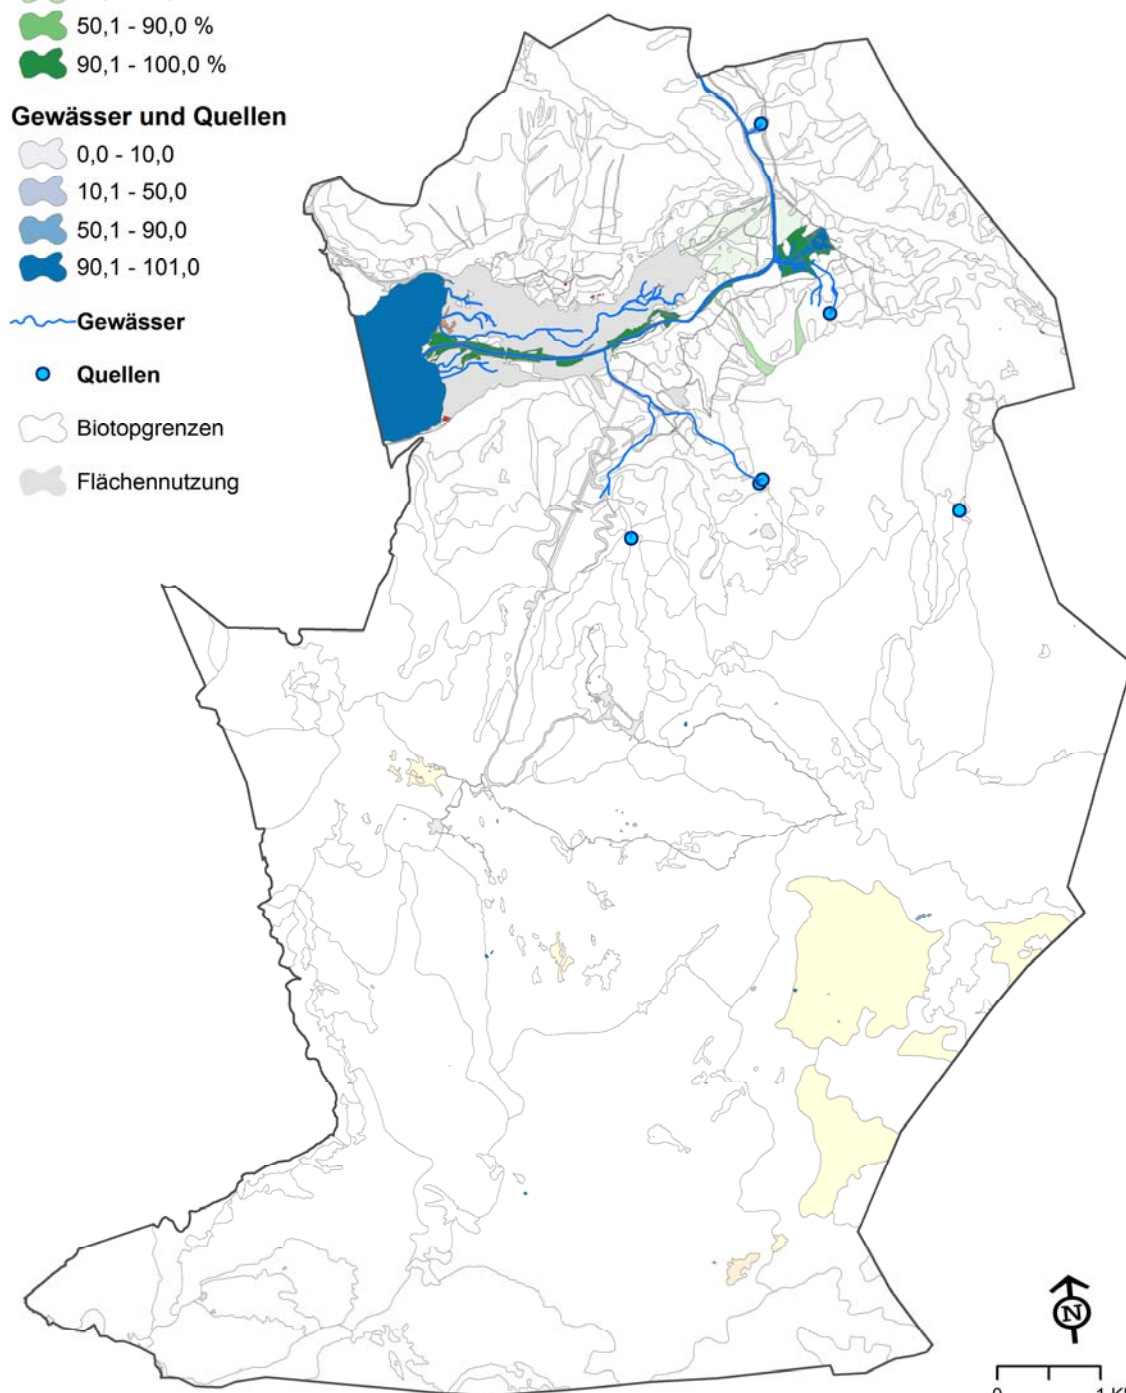 50,1 - 90,0 %
90,1 - 100,0 %
Gewässer und Quellen
0,0 - 10,0
10,1 - 50,0
50,1 - 90,0
90,1 - 101,0
Gewässer
Quellen
Biotopgrenzen
Flächennutzung
N
0 1